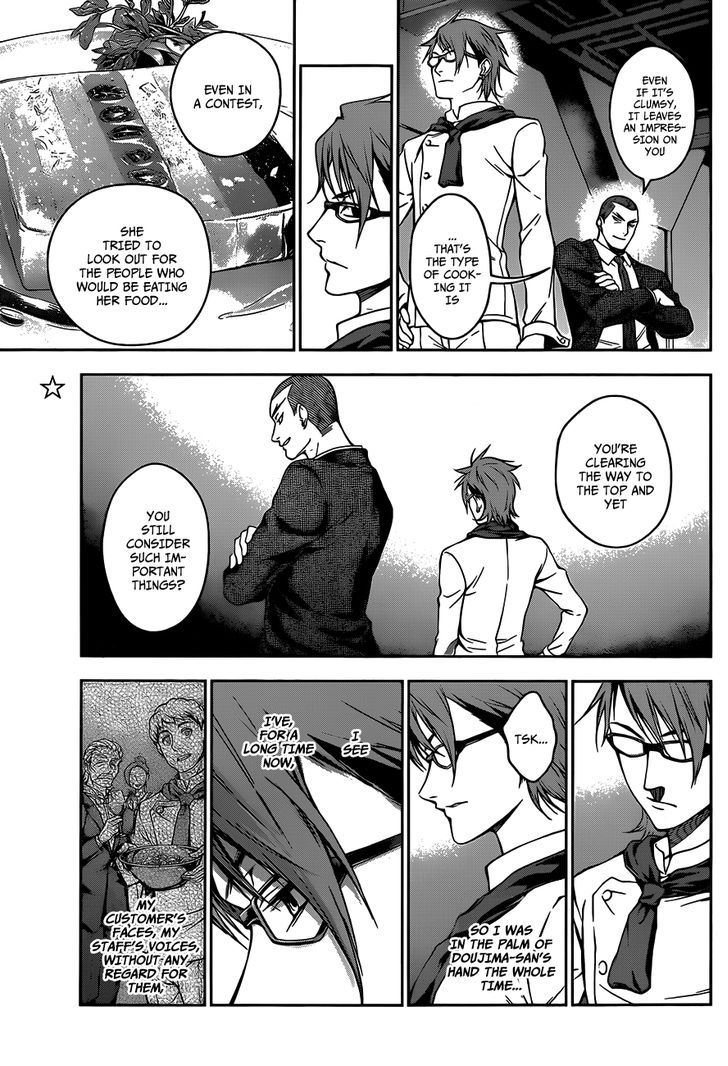 EVEN
IF IT'S
CLUMSY,
IT LEAVES
AN IMPRES-
SION ON
YOU
...
THAT'S
THE TYPE
OF COOK-
ING IT
IS
EVEN IN
A CONTEST,
SHE
TRIED TO
LOOK OUT FOR
THE PEOPLE WHO
WOULD BE EATING
HER FOOD...
YOU'RE
CLEARING
THE WAY TO
THE TOP AND
YET
YOU
STILL
CONSIDER
SUCH IM-
PORTANT
THINGS?
TSK...
SO I WAS
IN THE PALM OF
DOUJIMA-SAN'S
HAND THE WHOLE
TIME...
I SEE
I'VE,
FOR A
LONG TIME
NOW,
MY
CUSTOMER'S
FACES, MY
STAFF'S VOICES,
WITHOUT ANY
REGARD FOR
THEM,